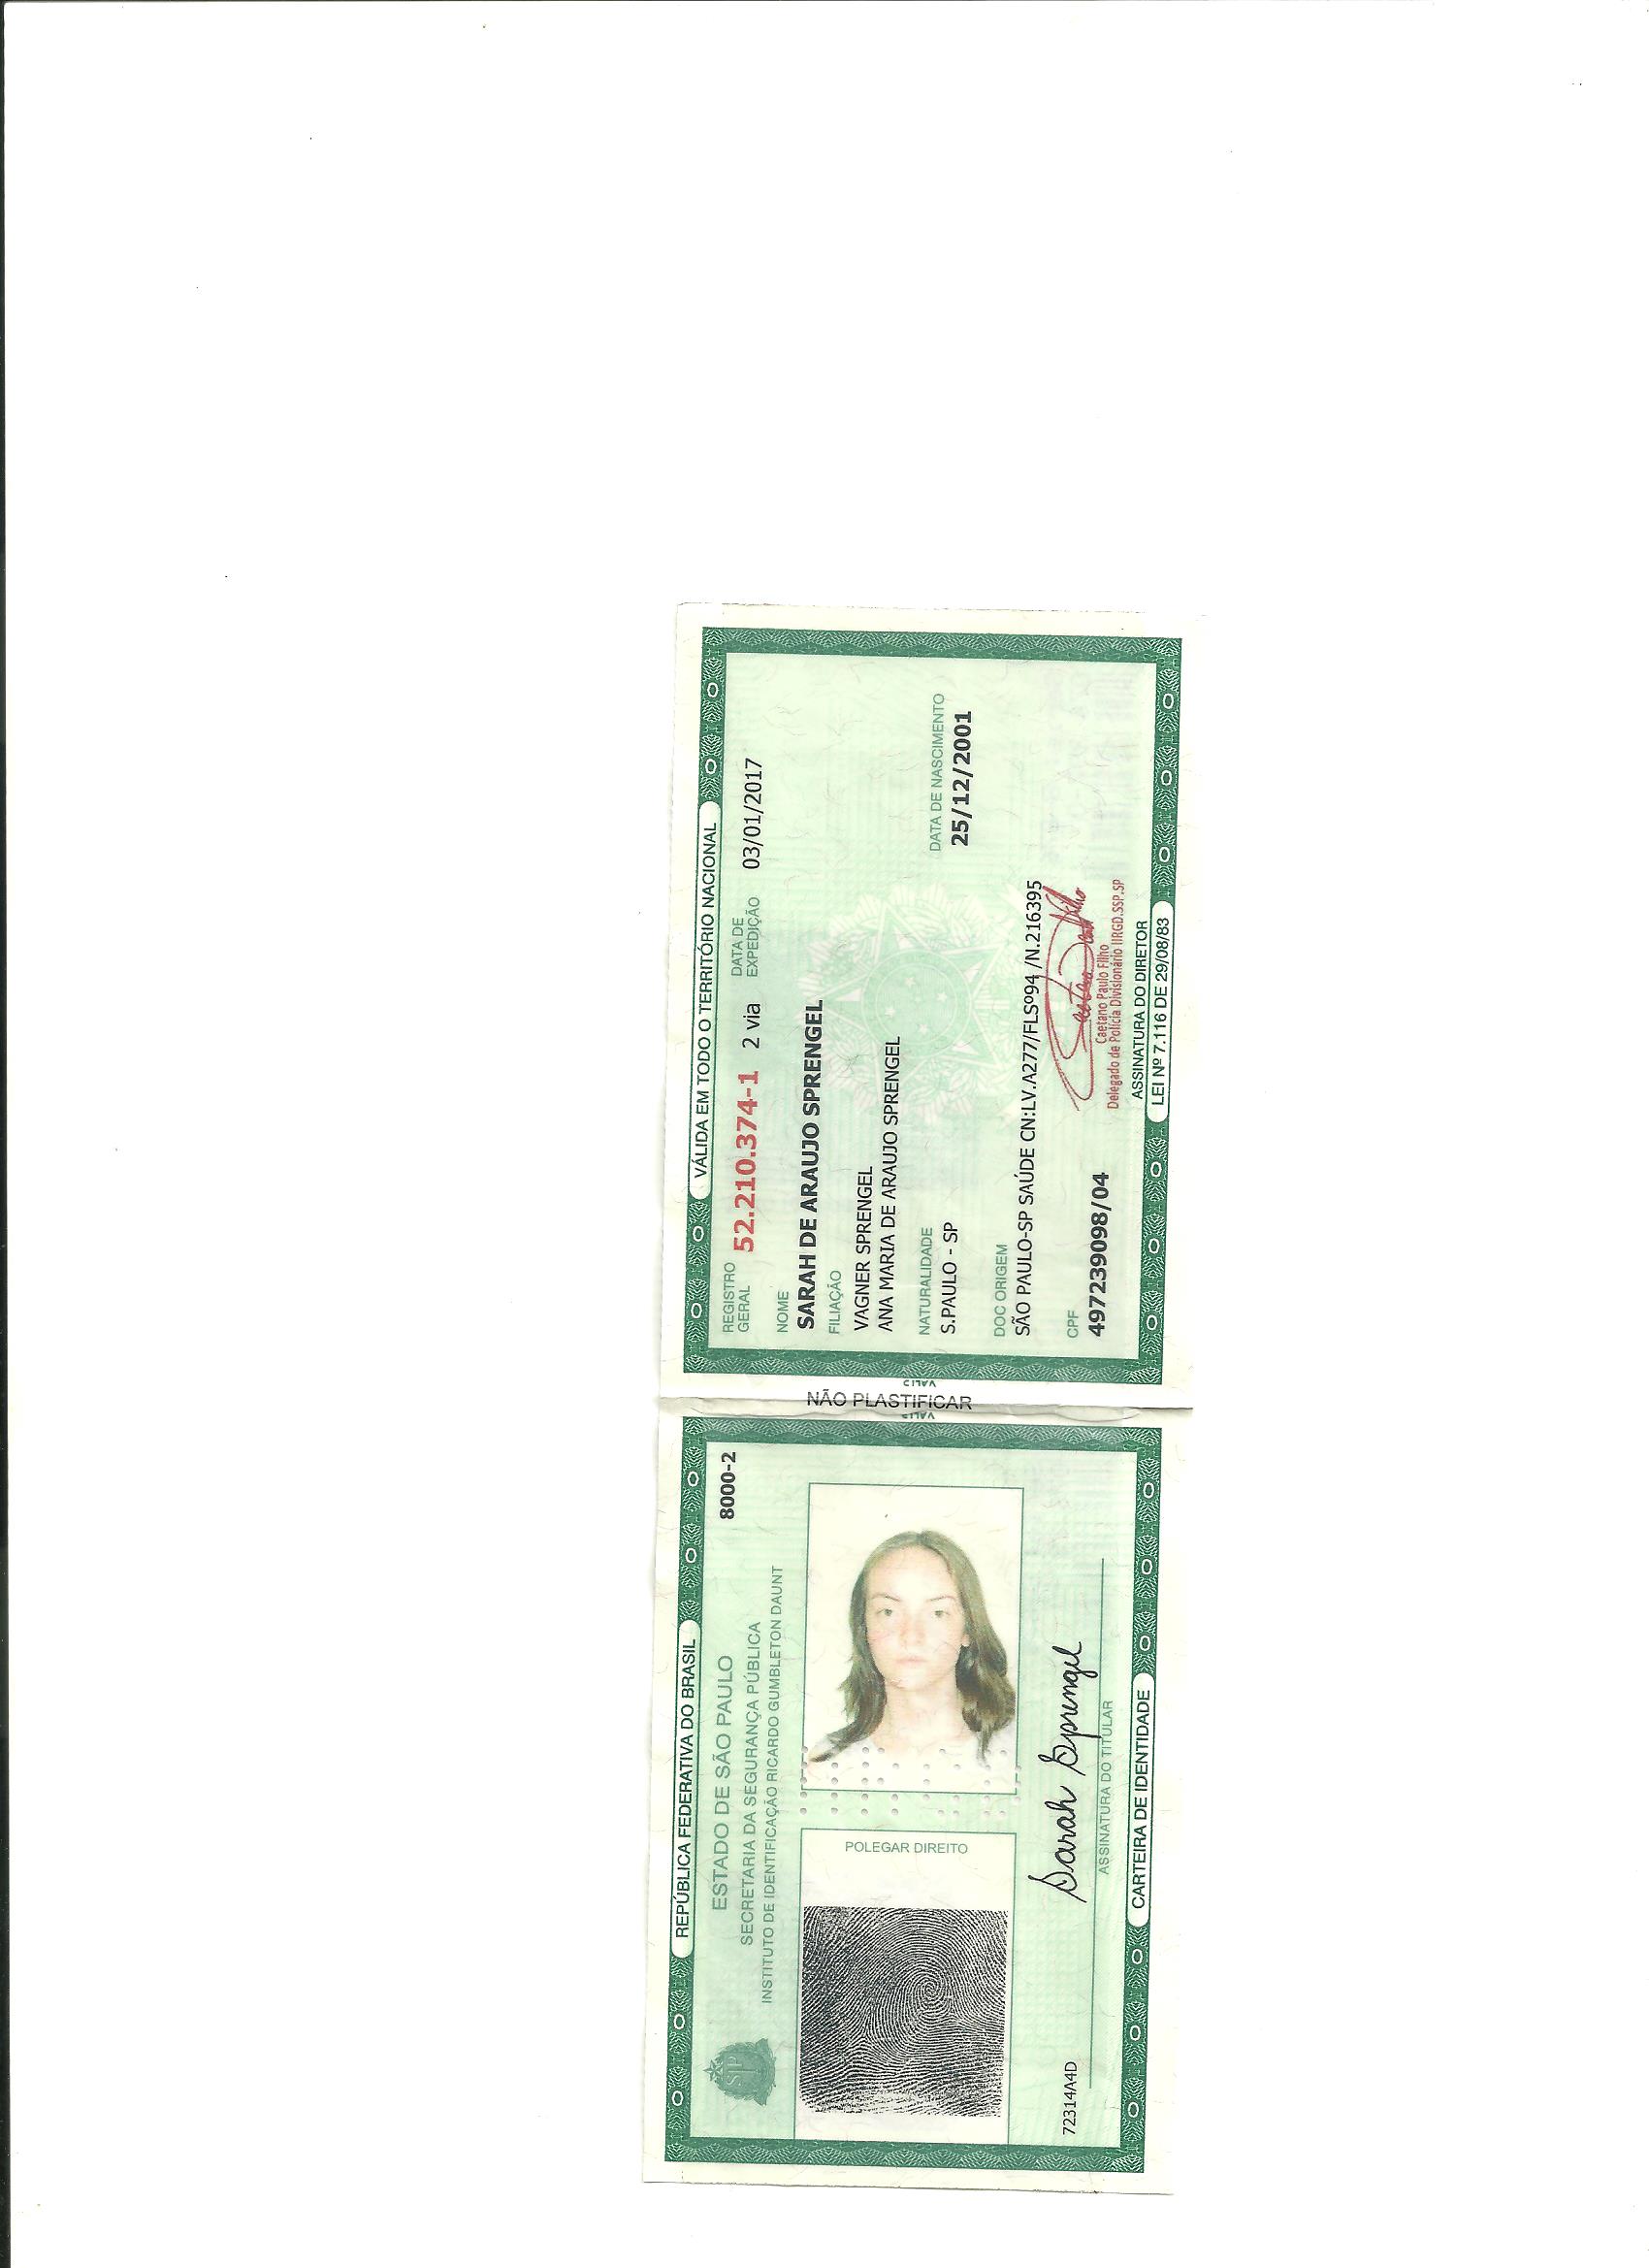 VÁLIDA EM TODO O TERRITÓRIO NACIONAL
REGISTRO GERAL 52.210.374-1 2 via DATA DE EXPEDIÇÃO 03/01/2017
NOME
SARAH DE ARAUJO SPRENGEL
FILIAÇÃO
VAGNER SPRENGEL
ANA MARIA DE ARAUJO SPRENGEL
NATURALIDADE DATA DE NASCIMENTO
S.PAULO - SP 25/12/2001
DOC ORIGEM
SÃO PAULO-SP SAÚDE CN:LV.A277/FLSº94 /N.216395
CPF
497239098/04
Caetano Paulo Filho
Delegado de Polícia Divisionário IIRGD.SSP.SP
ASSINATURA DO DIRETOR
LEI Nº 7.116 DE 29/08/83
NÃO PLASTIFICAR
REPÚBLICA FEDERATIVA DO BRASIL
8000-2
ESTADO DE SÃO PAULO
SECRETARIA DA SEGURANÇA PÚBLICA
INSTITUTO DE IDENTIFICAÇÃO RICARDO GUMBLETON DAUNT
SP
POLEGAR DIREITO
Sarah Sprengel
72314A4D
ASSINATURA DO TITULAR
CARTEIRA DE IDENTIDADE